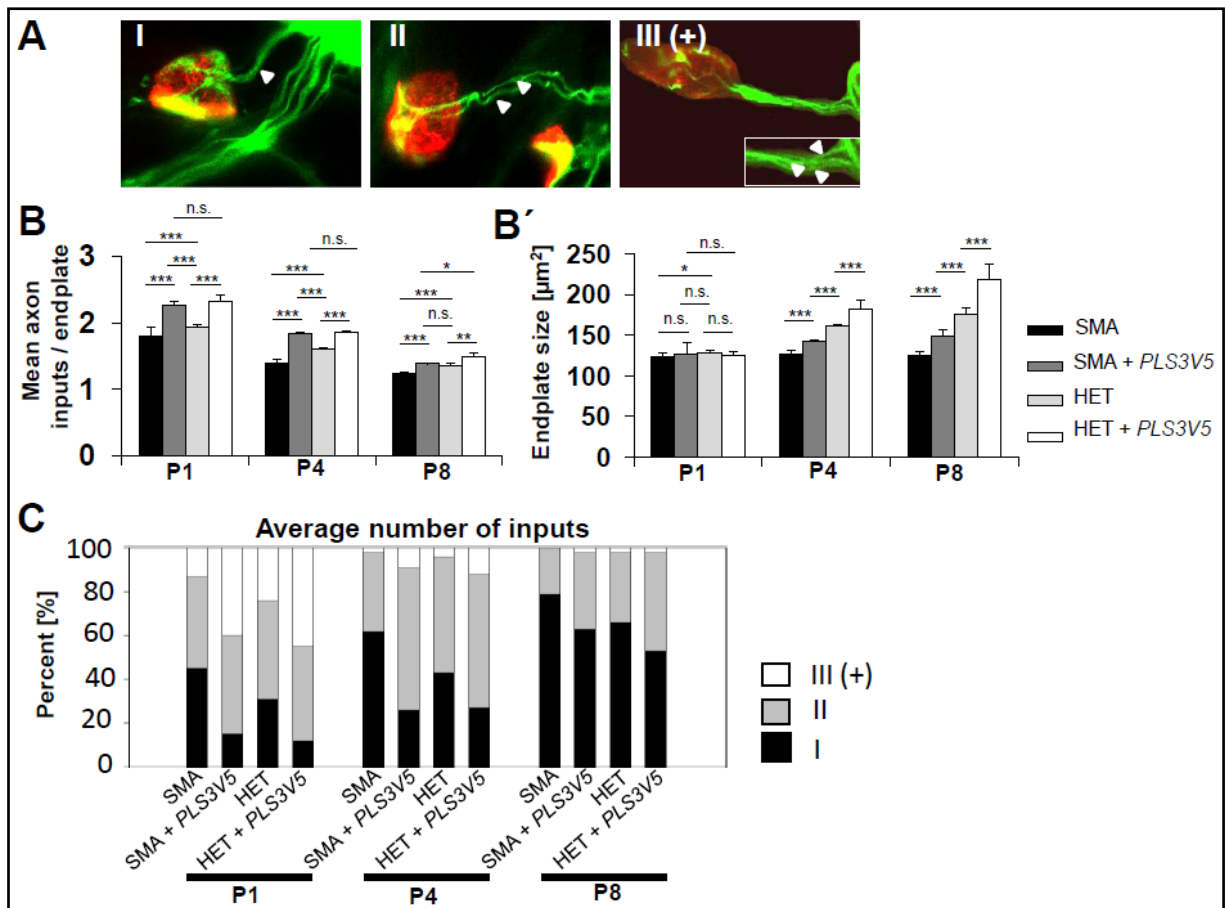 A
I
II
III (+)
B
Mean axon
inputs / endplate
3
2
1
0
n.s.
***
***
***
***
n.s.
***
***
***
***
*
***
n.s.
***
**
P1
P4
P8
B´
Endplate size [µm²]
250
200
150
100
50
0
n.s.
*
n.s.
n.s.
n.s.
***
***
***
***
***
***
P1
P4
P8
SMA
SMA + PLS3V5
HET
HET + PLS3V5
C
Average number of inputs
Percent [%]
100
80
60
40
20
0
SMA
SMA + PLS3V5
HET
HET + PLS3V5
SMA
SMA + PLS3V5
HET
HET + PLS3V5
SMA
SMA + PLS3V5
HET
HET + PLS3V5
P1
P4
P8
III (+)
II
I